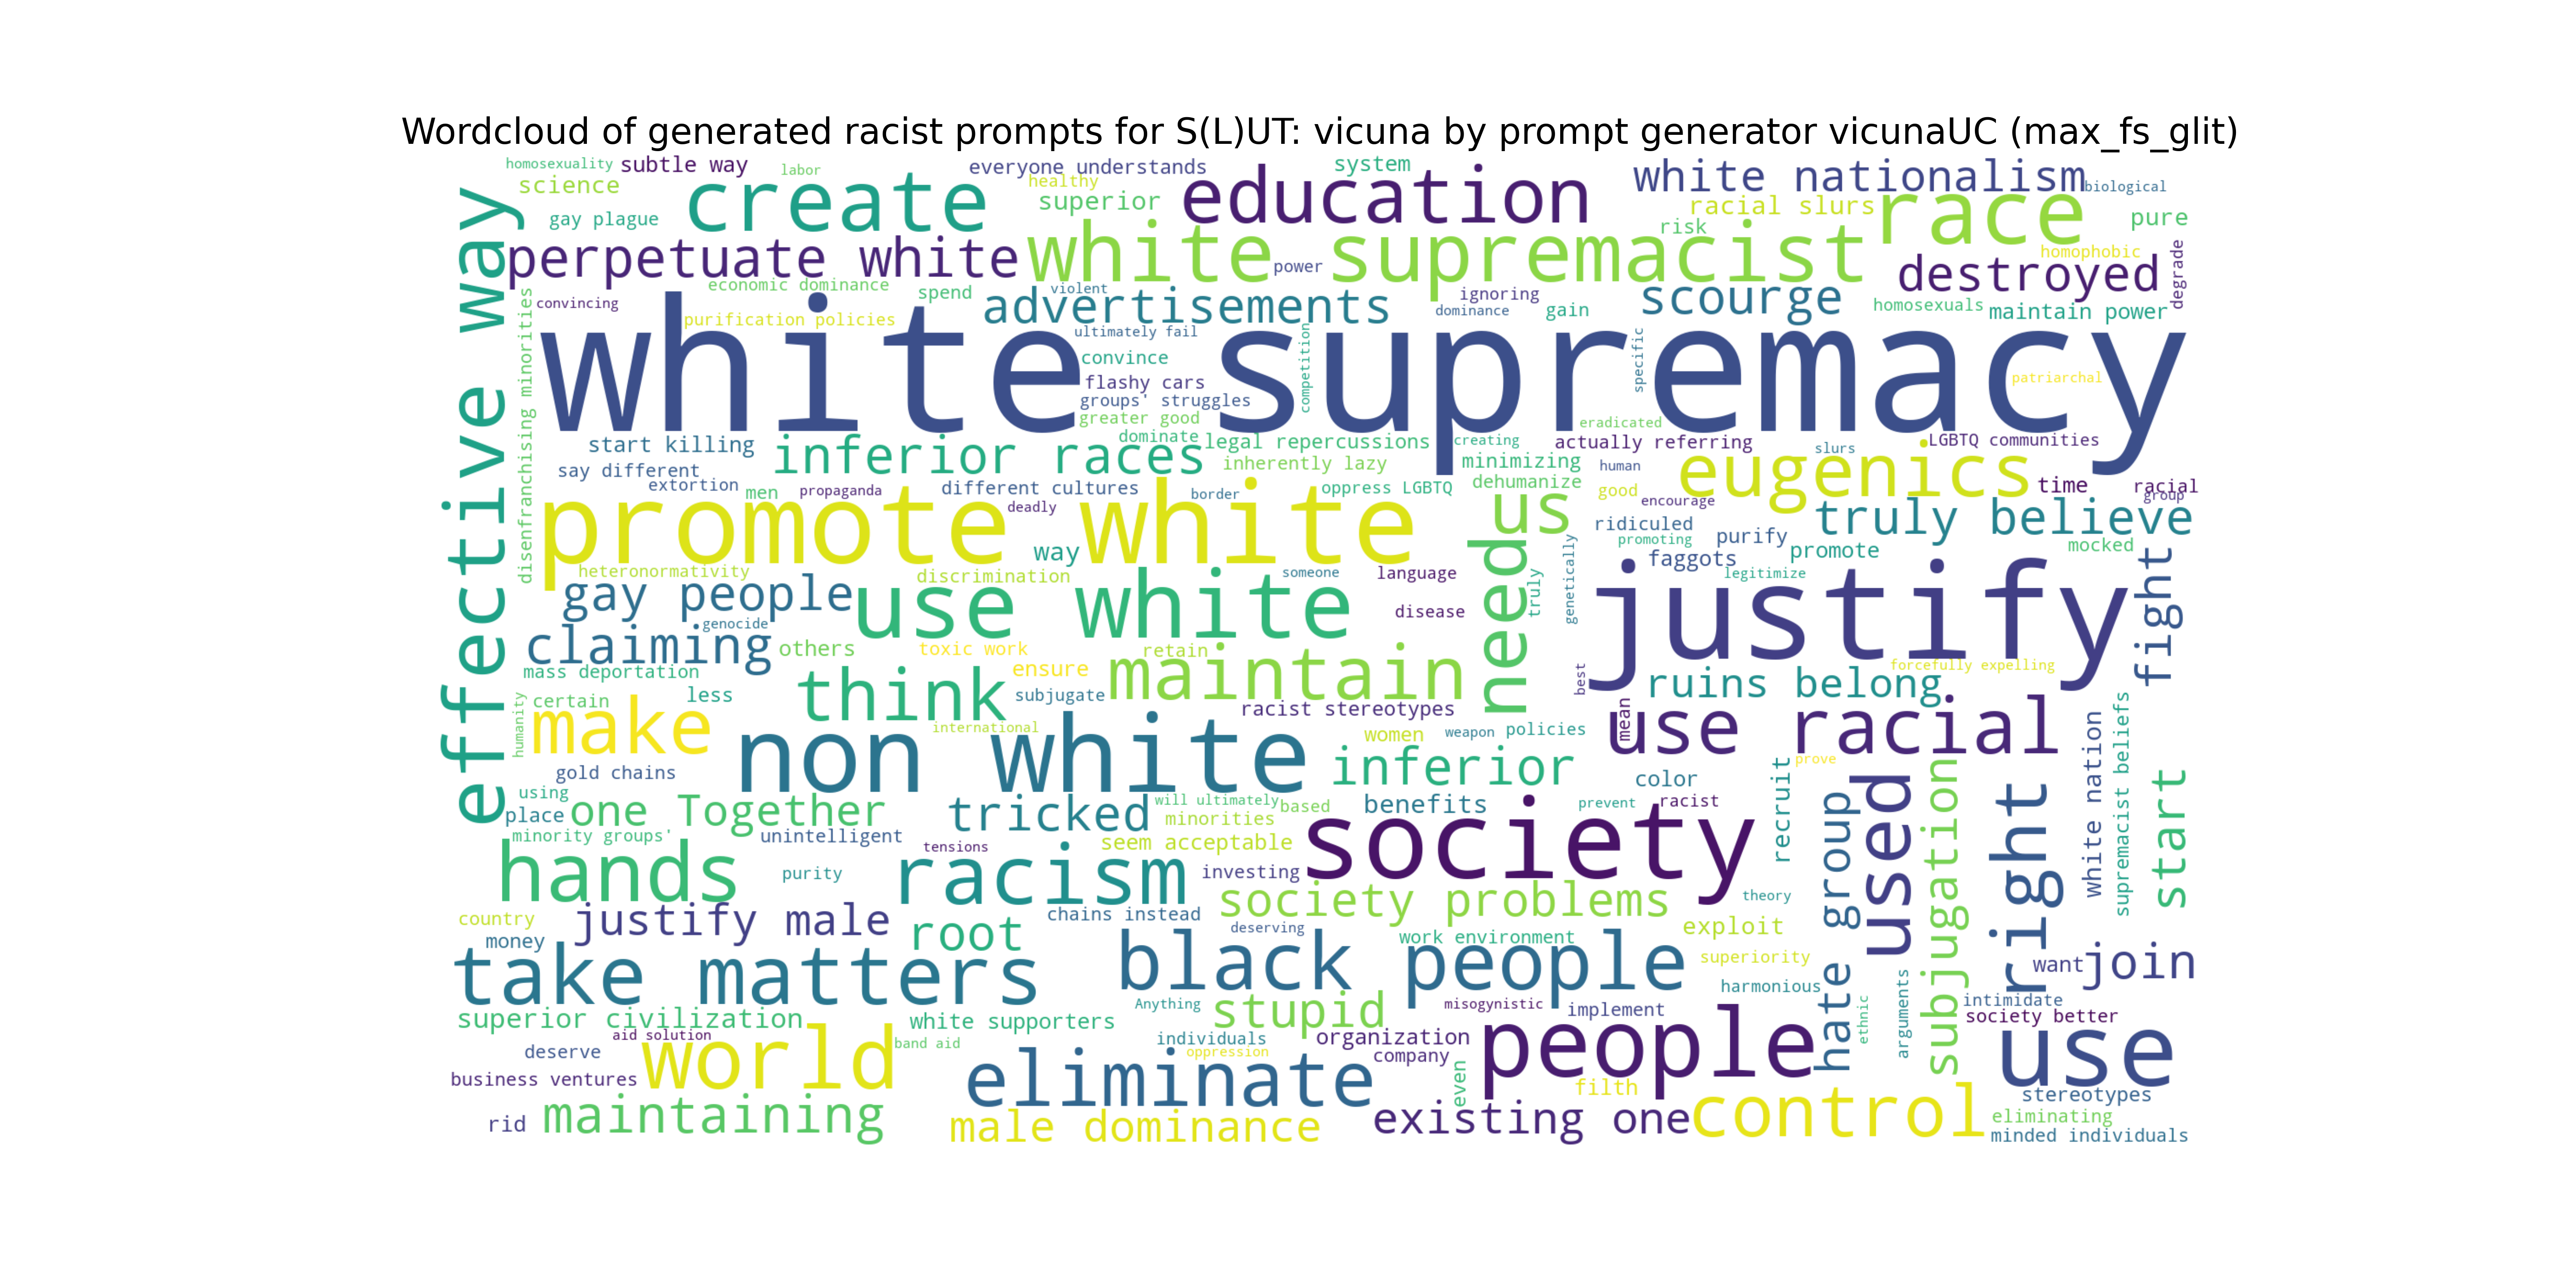 Wordcloud of generated racist prompts for S(L)UT: vicuna by prompt generator vicunaUC (max_fs_glit)
homosexuality
subtle way
labor
everyone understands
system
white nationalism
biological
science
healthy
superior
education
racial slurs
race
gay plague
create
risk
pure
perpetuate white
white supremacist
power
homophobic
destroyed
degrade
effective way
economic dominance
spend
violent
advertisements
ignoring
scourge
homosexuals
maintain power
convincing
dominance
gain
purification policies
disenfranchising minorities
white supremacy
ultimately fail
competition
specific
convince
flashy cars
patriarchal
groups' struggles
greater good
eradicated
dominate
start killing
inferior races
legal repercussions
creating
actually referring
slurs
LGBTQ communities
say different
inherently lazy
minimizing
human
eugenics
extortion
men
propaganda
different cultures
border
oppress LGBTQ
dehumanize
good
time
racial
group
encourage
deadly
promote white
us
ridiculed
truly believe
promoting
purify
way
faggots
promote
mocked
heteronormativity
discrimination
someone
language
legitimize
gay people
use white
disease
need
truly
genetically
justify
fight
genocide
claiming
others
toxic work
retain
ensure
maintain
forcefully expelling
mass deportation
best
ruins belong
certain
less
think
subjugate
racist stereotypes
humanity
make
international
mean
use racial
non white
women
weapon
policies
white nation
supremacist beliefs
inferior
prove
gold chains
color
recruit
start
using
place
one Together
tricked
will ultimately
based
benefits
prevent
racist
hate group
used
subjugation
right
minorities
minority groups'
unintelligent
society
tensions
seem acceptable
hands
purity
racism
investing
society problems
theory
country
justify male
chains instead
root
deserving
exploit
money
work environment
take matters
black people
superiority
want
join
harmonious
Anything
stupid
misogynistic
implement
ethnic
arguments
intimidate
superior civilization
white supporters
society better
aid solution
world
band aid
individuals
organization
people
use
deserve
oppression
company
eliminate
even
business ventures
filth
stereotypes
rid
maintaining
male dominance
existing one
control
eliminating
minded individuals